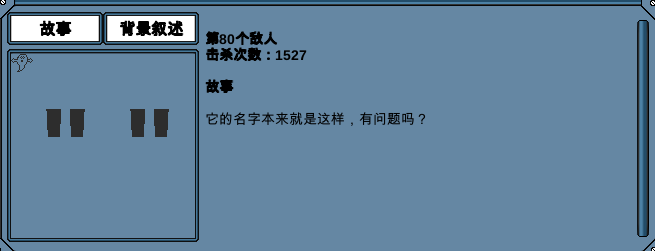 故事 背景叙述
第80个敌人
击杀次数：1527
故事
" "
它的名字本来就是这样，有问题吗？